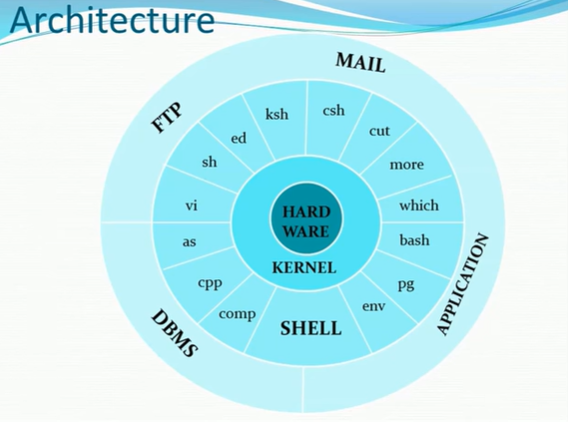 Architecture
MAIL
FTP
ksh
csh
ed
cut
sh
more
vi
which
HARD
WARE
as
bash
KERNEL
cpp
pg
comp
env
SHELL
DBMS
APPLICATION